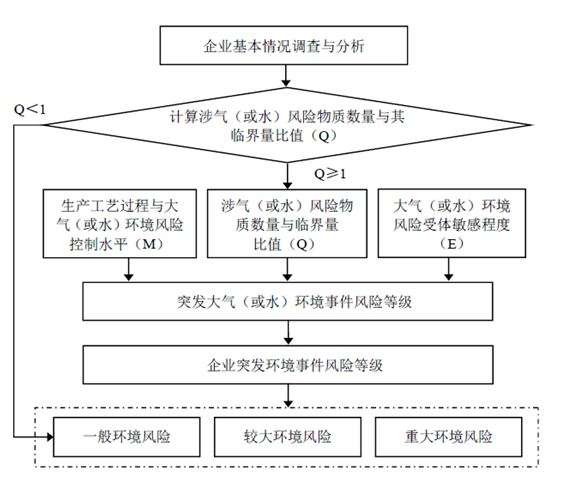 企业基本情况调查与分析
Q＜1
计算涉气（或水）风险物质数量与其
临界量比值（Q）
Q≥1
生产工艺过程与大
气（或水）环境风险
控制水平（M）
涉气（或水）风险物
质数量与临界量
比值（Q）
大气（或水）环境
风险受体敏感程度
（E）
突发大气（或水）环境事件风险等级
企业突发环境事件风险等级
一般环境风险
较大环境风险
重大环境风险